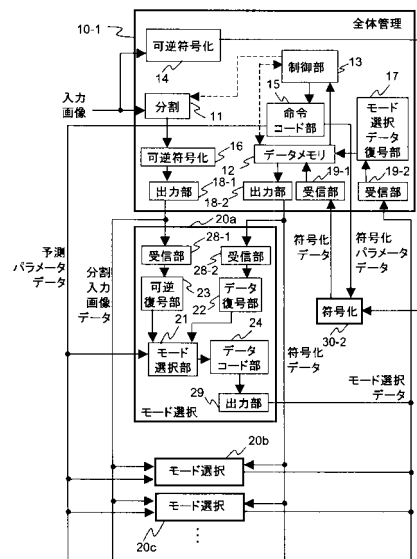 全体管理
10-1
可逆符号化
14
制御部
13
15
命令
コード部
17
モード
選択
データ
復号部
入力
画像
分割
11
16
可逆符号化
12
データメモリ
19-1
19-2
出力部
18-1
18-2
出力部
受信部
受信部
20a
予測
パラメータ
データ
分割
入力
画像
データ
受信部
28-1
28-2
受信部
可逆
復号部
23
22
データ
復号部
21
24
モード
選択部
データ
コード部
29
出力部
モード選択
符号化
データ
符号化
パラメータ
データ
符号化
30-2
符号化
データ
モード選択
データ
20b
モード選択
モード選択
20c
⋮